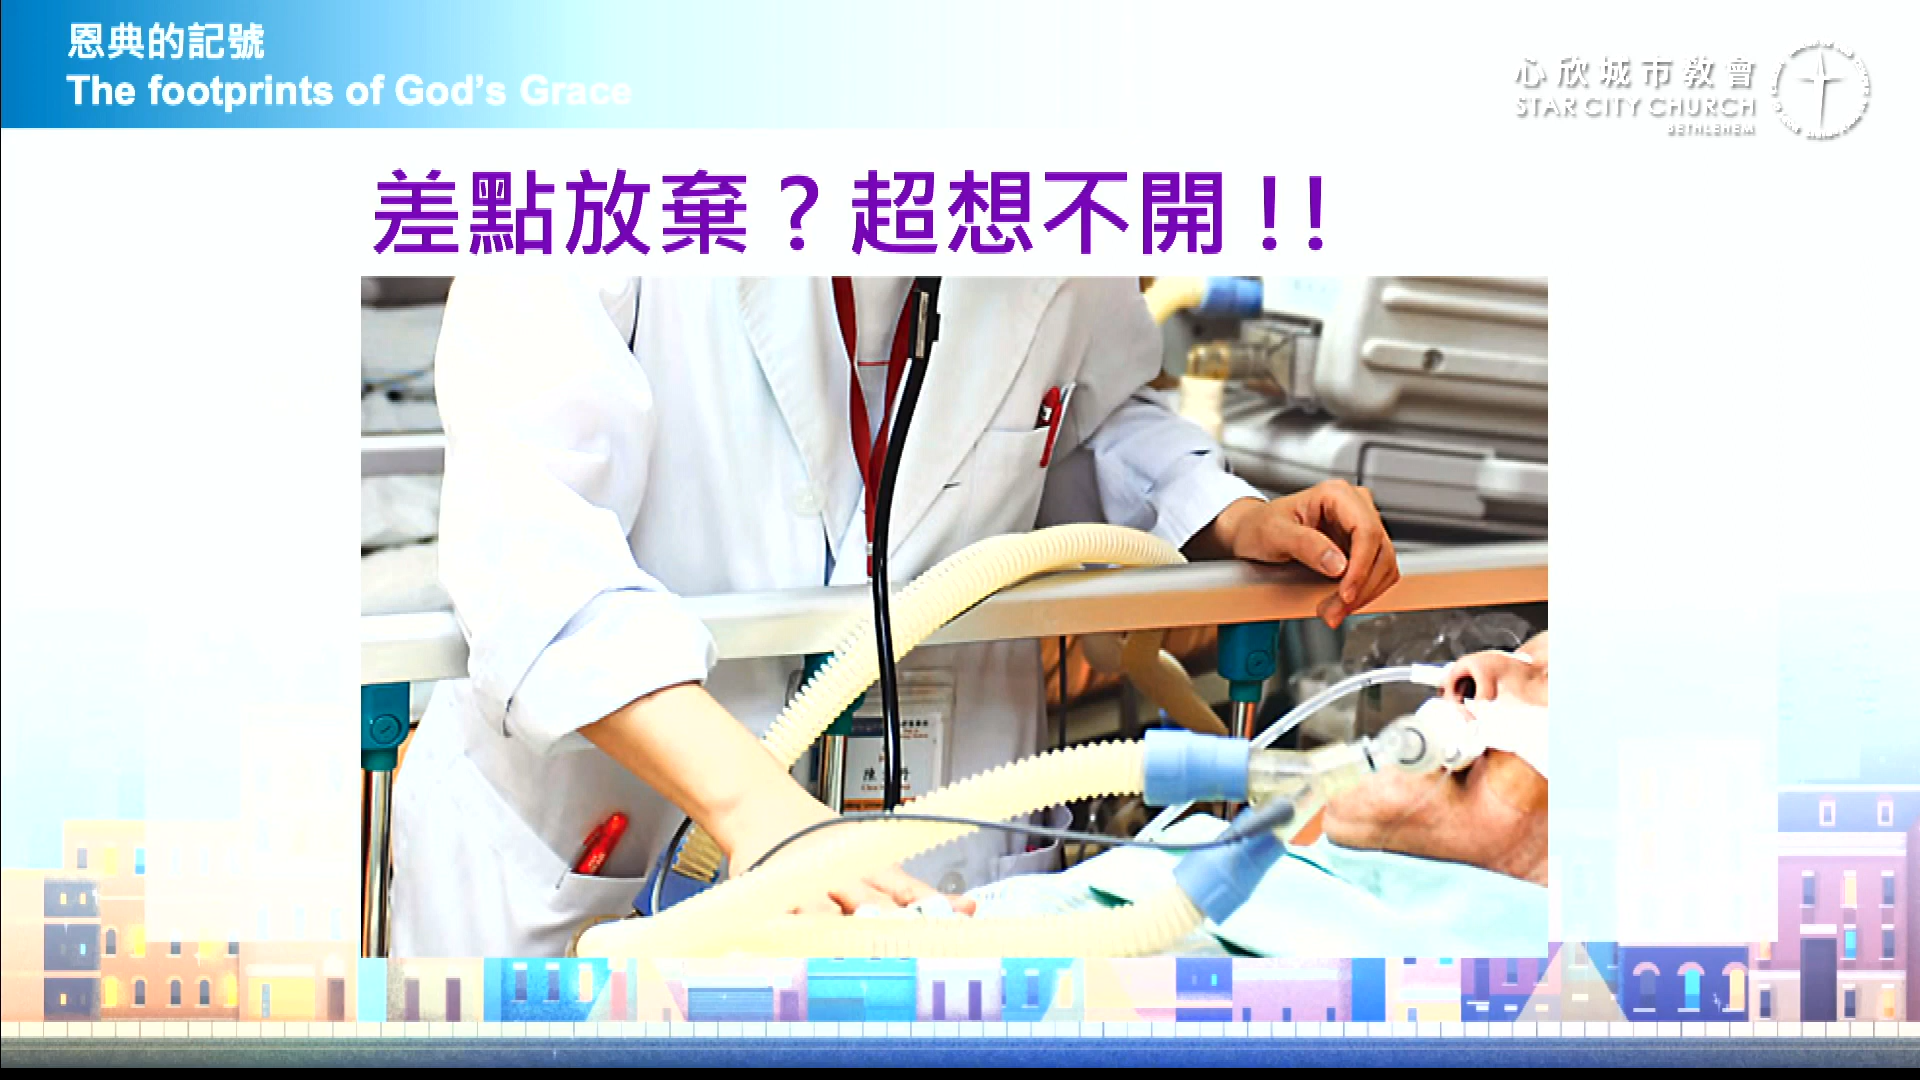 恩典的記號
The footprints of God's Grace
心欣城市教會
STAR CITY CHURCH
BETHLEHEM
差點放棄？超想不開！！